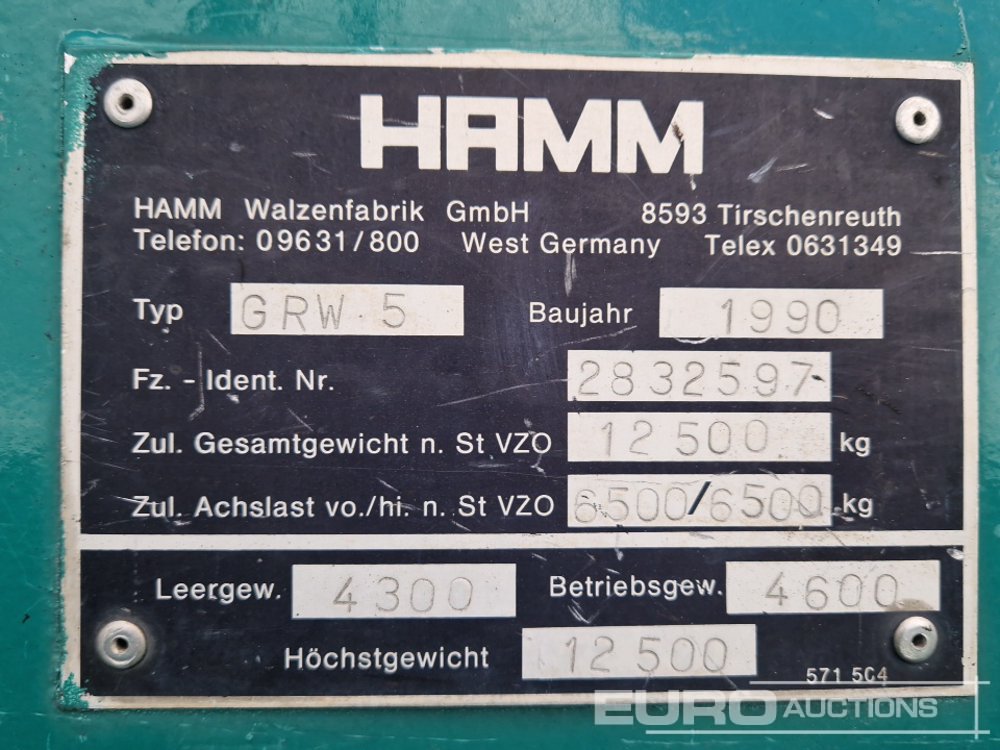 HAMM
HAMM Walzenfabrik GmbH 8593 Tirschenreuth
Telefon: 09631/800 West Germany Telex 0631349
Typ GRW 5 Baujahr 1990
Fz. - Ident. Nr. 2832597
Zul. Gesamtgewicht n. St VZO 12 500 kg
Zul. Achslast vo./hi. n. St VZO 6500/6500 kg
Leergew. 4300 Betriebsgew. 4600
Höchstgewicht 12 500
571 504
EURO AUCTIONS